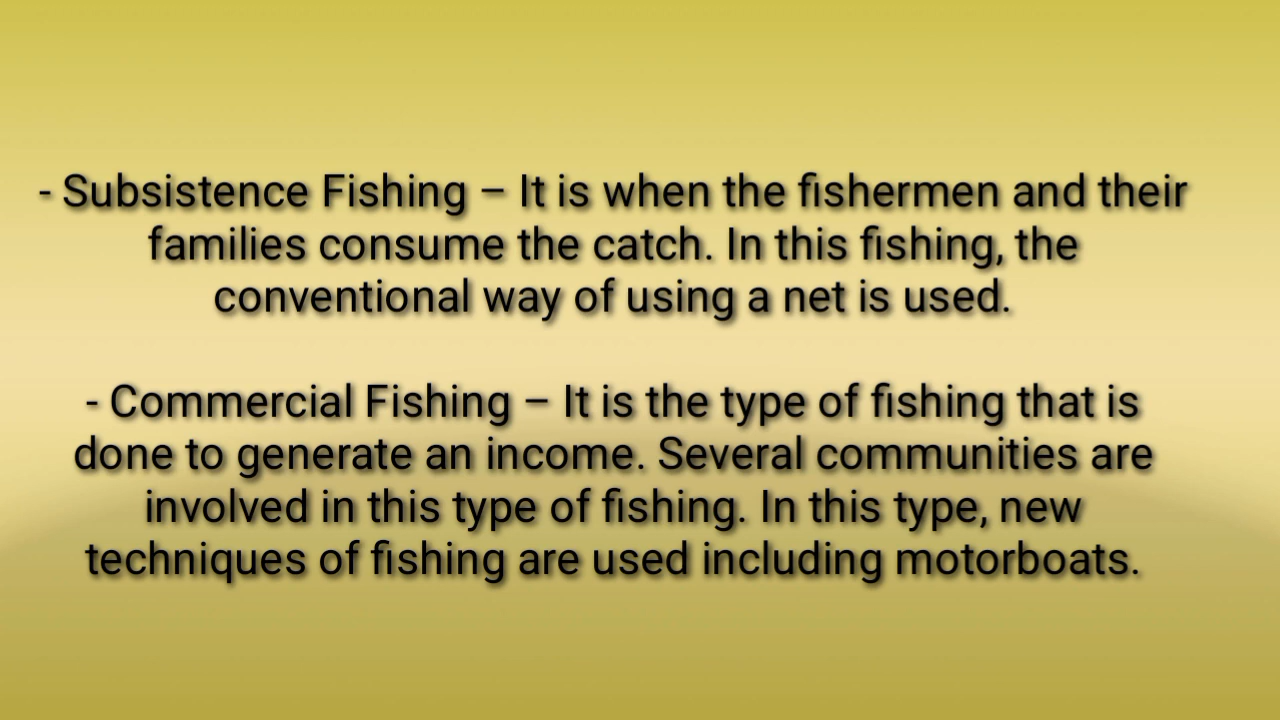 - Subsistence Fishing – It is when the fishermen and their
families consume the catch. In this fishing, the
conventional way of using a net is used.
- Commercial Fishing – It is the type of fishing that is
done to generate an income. Several communities are
involved in this type of fishing. In this type, new
techniques of fishing are used including motorboats.